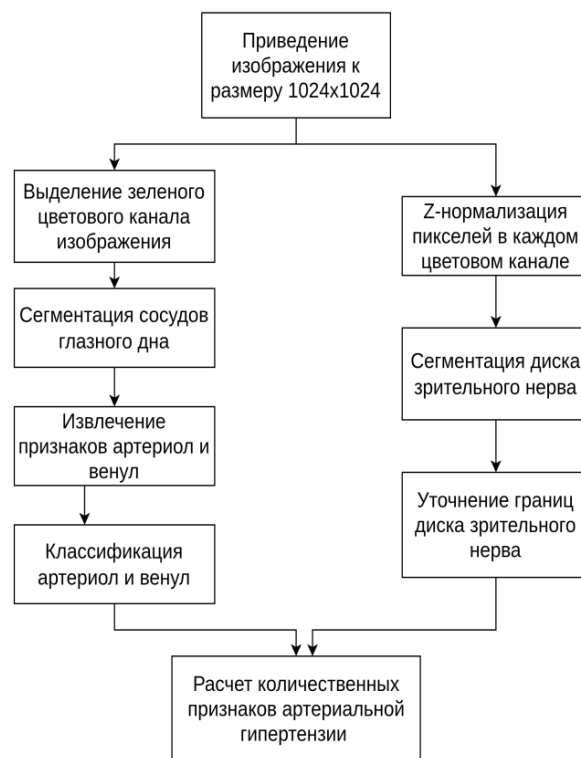 Приведение
изображения к
размеру 1024x1024
Выделение зеленого
цветового канала
изображения
Сегментация сосудов
глазного дна
Извлечение
признаков артериол и
венул
Классификация
артериол и венул
Z-нормализация
пикселей в каждом
цветовом канале
Сегментация диска
зрительного нерва
Уточнение границ
диска зрительного
нерва
Расчет количественных
признаков артериальной
гипертензии